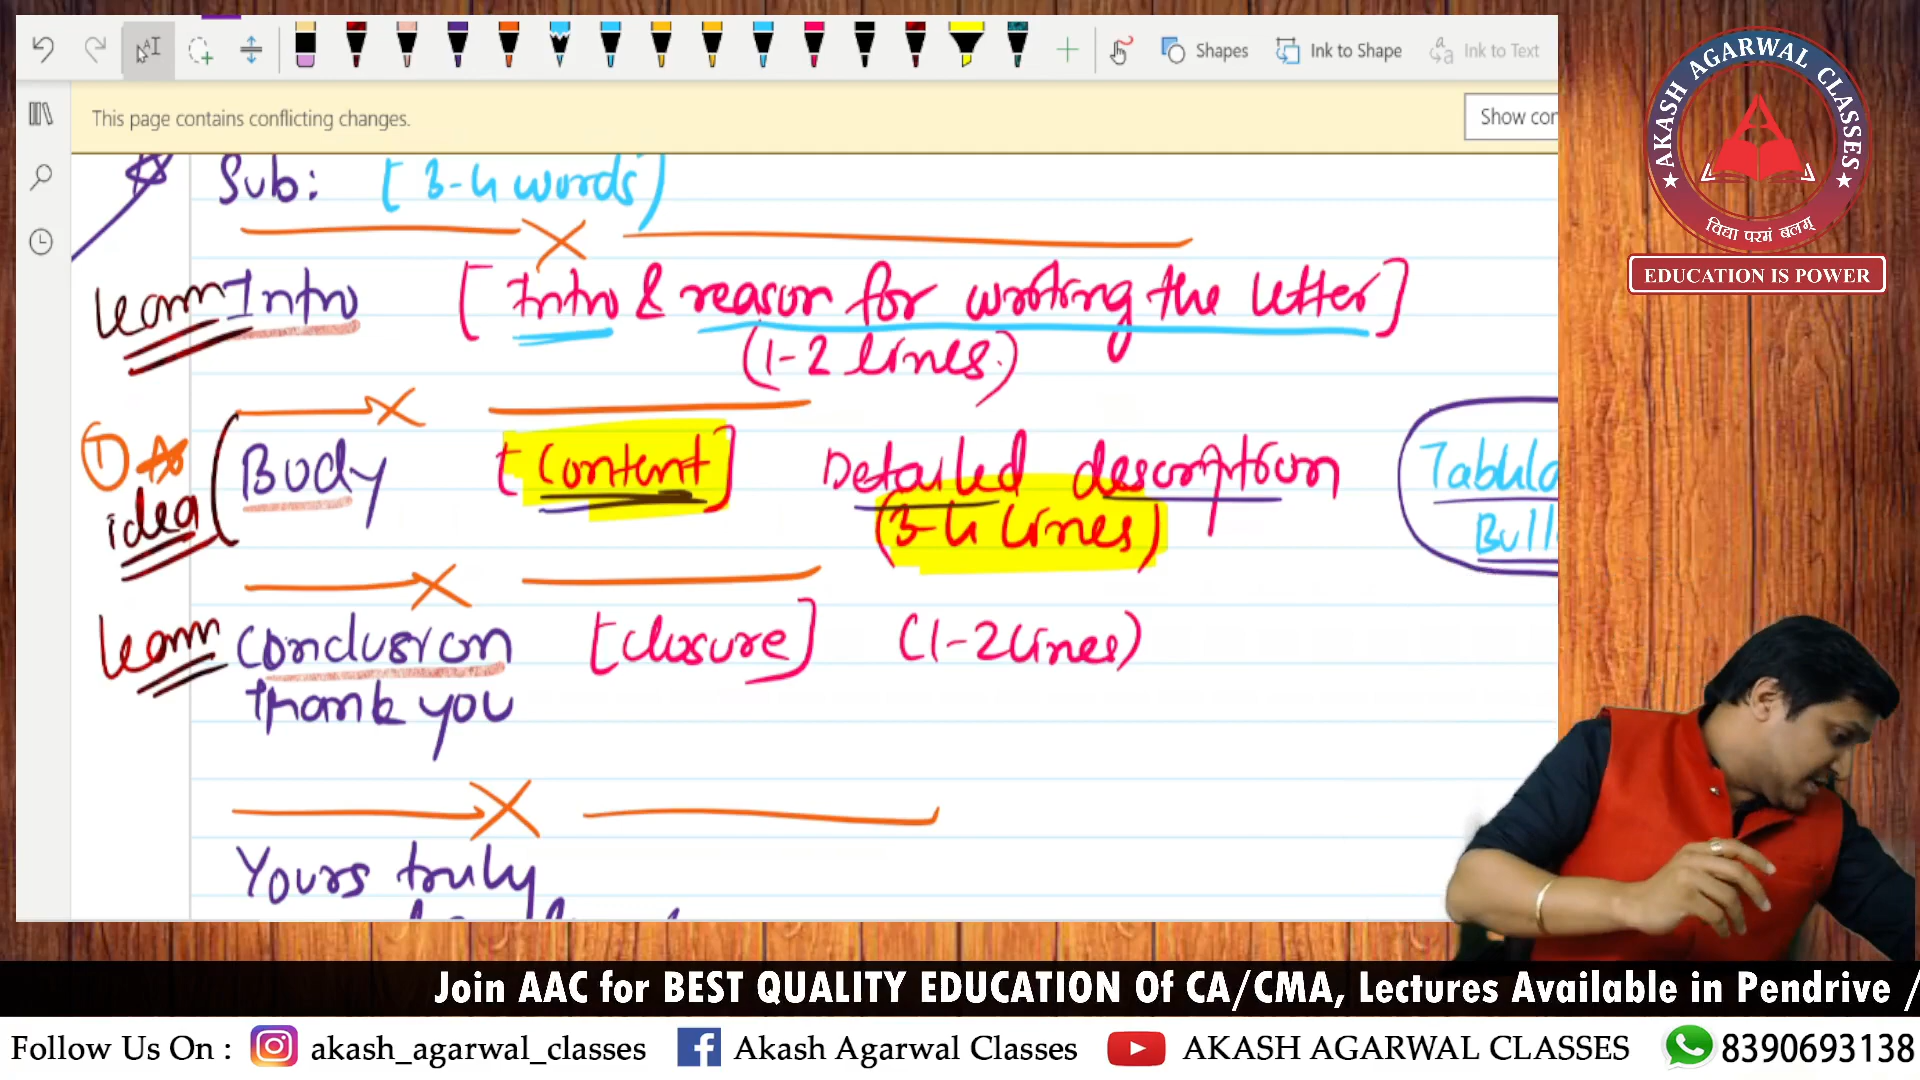 Shapes
Ink to Shape
Ink to Text
This page contains conflicting changes.
Show con
Sub: [3-4 words]
learn Intro [Intro & reason for writing the letter]
(1-2 lines.)
① Body [Content] Detailed description
idea (3-4 lines)
Tabula
Bull
learn Conclusion [closure] (1-2 lines)
Thank you
Yours truly
AKASH AGARWAL CLASSES
विद्या परमं बलम्
EDUCATION IS POWER
Join AAC for BEST QUALITY EDUCATION Of CA/CMA, Lectures Available in Pendrive /
Follow Us On : akash_agarwal_classes Akash Agarwal Classes AKASH AGARWAL CLASSES 8390693138